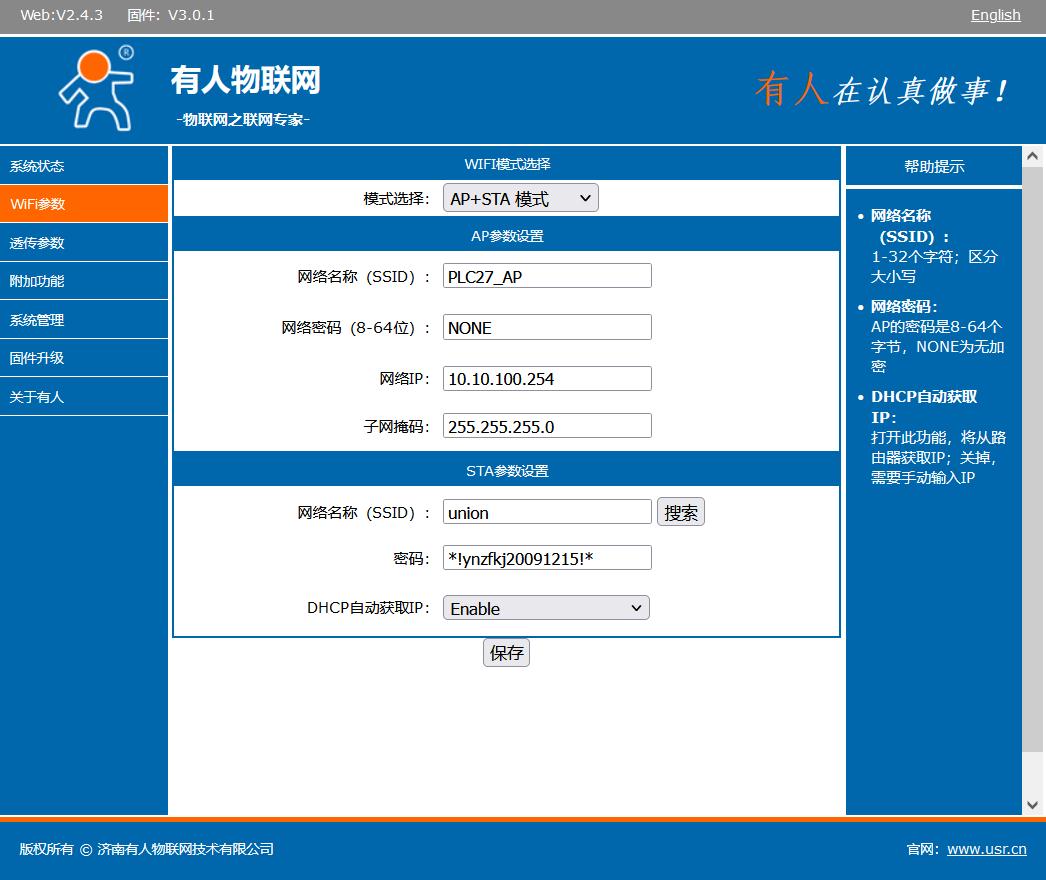 Web:V2.4.3 固件：V3.0.1 English
®
有人物联网
-物联网之联网专家-
有人在认真做事！
系统状态
WiFi参数
透传参数
附加功能
系统管理
固件升级
关于有人
WIFI模式选择
模式选择： AP+STA 模式
AP参数设置
网络名称（SSID）： PLC27_AP
网络密码（8-64位）： NONE
网络IP： 10.10.100.254
子网掩码： 255.255.255.0
STA参数设置
网络名称（SSID）： union 搜索
密码： *!ynzfkj20091215!*
DHCP自动获取IP： Enable
保存
帮助提示
• 网络名称
（SSID）：
1-32个字符；区分
大小写
• 网络密码：
AP的密码是8-64个
字节，NONE为无加
密
• DHCP自动获取
IP：
打开此功能，将从路
由器获取IP；关掉，
需要手动输入IP
版权所有 © 济南有人物联网技术有限公司 官网：www.usr.cn